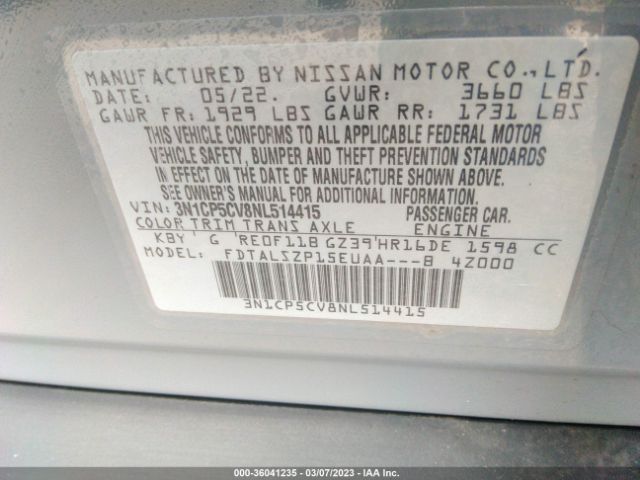 MANUFACTURED BY NISSAN MOTOR CO., LTD.
DATE: 05/22. GVWR: 3660 LBS
GAWR FR: 1929 LBS GAWR RR: 1731 LBS
THIS VEHICLE CONFORMS TO ALL APPLICABLE FEDERAL MOTOR
VEHICLE SAFETY, BUMPER AND THEFT PREVENTION STANDARDS
IN EFFECT ON THE DATE OF MANUFACTURE SHOWN ABOVE.
SEE OWNER'S MANUAL FOR ADDITIONAL INFORMATION.
VIN: 3N1CP5CV8NL514415 PASSENGER CAR.
COLOR TRIM TRANS AXLE ENGINE
KBY G RE0F11B GZ39 HR16DE 1598 CC
MODEL: FDTALSZP15EUAA---B 4Z000
3N1CP5CV8NL514415
000-36041235 - 03/07/2023 - IAA Inc.